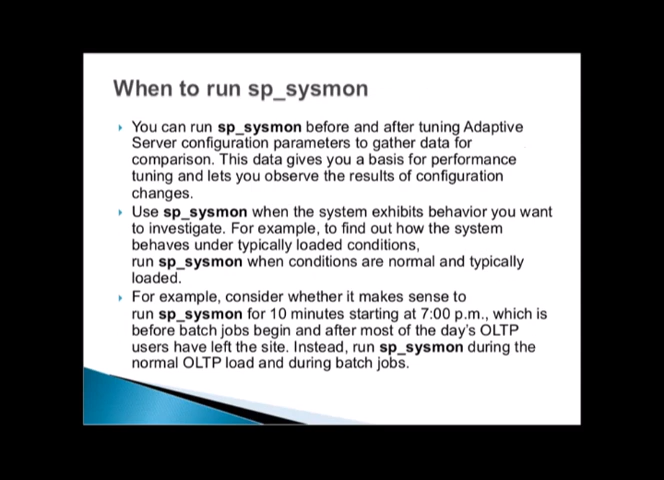 When to run sp_sysmon
You can run sp_sysmon before and after tuning Adaptive
Server configuration parameters to gather data for
comparison. This data gives you a basis for performance
tuning and lets you observe the results of configuration
changes.
Use sp_sysmon when the system exhibits behavior you want
to investigate. For example, to find out how the system
behaves under typically loaded conditions,
run sp_sysmon when conditions are normal and typically
loaded.
For example, consider whether it makes sense to
run sp_sysmon for 10 minutes starting at 7:00 p.m., which is
before batch jobs begin and after most of the day's OLTP
users have left the site. Instead, run sp_sysmon during the
normal OLTP load and during batch jobs.